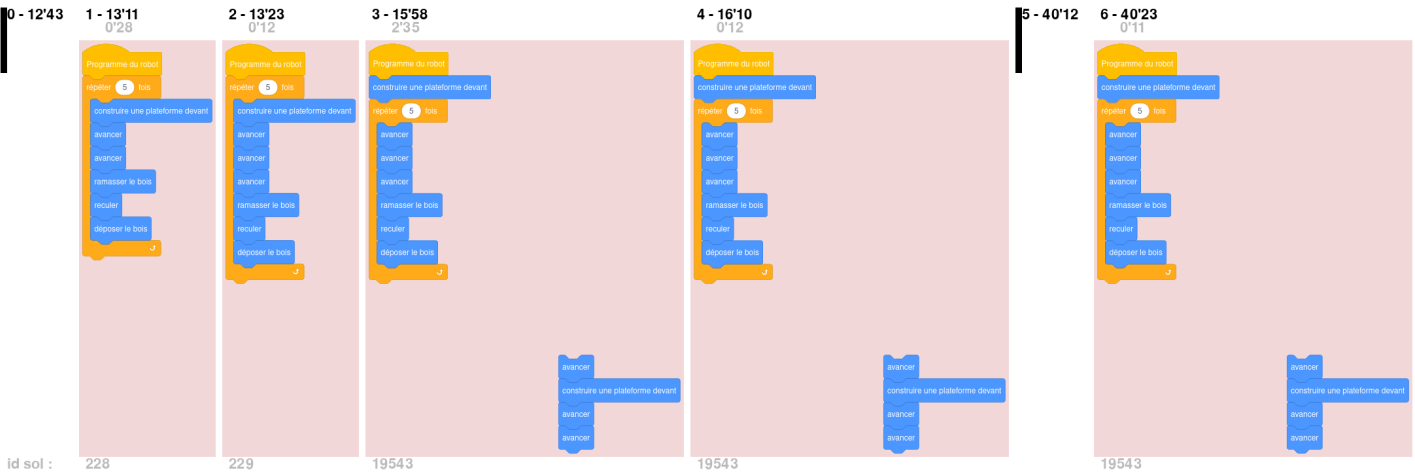 0 - 12'43
1 - 13'11
0'28
Programme du robot
répéter 5 fois
construire une plateforme devant
avancer
avancer
ramasser le bois
reculer
déposer le bois
2 - 13'23
0'12
Programme du robot
répéter 5 fois
construire une plateforme devant
avancer
avancer
avancer
ramasser le bois
reculer
déposer le bois
3 - 15'58
2'35
Programme du robot
construire une plateforme devant
répéter 5 fois
avancer
avancer
avancer
ramasser le bois
reculer
déposer le bois
avancer
construire une plateforme devant
avancer
avancer
4 - 16'10
0'12
Programme du robot
construire une plateforme devant
répéter 5 fois
avancer
avancer
avancer
ramasser le bois
reculer
déposer le bois
avancer
construire une plateforme devant
avancer
avancer
5 - 40'12
6 - 40'23
0'11
Programme du robot
construire une plateforme devant
répéter 5 fois
avancer
avancer
avancer
ramasser le bois
reculer
déposer le bois
avancer
construire une plateforme devant
avancer
avancer
id sol : 228 229 19543 19543 19543